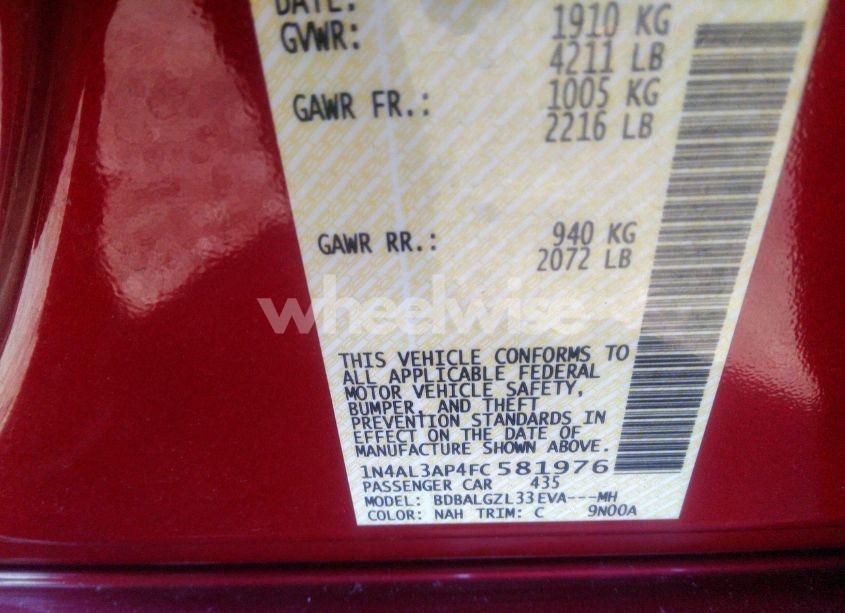 DATE:
GVWR: 1910 KG
4211 LB
GAWR FR.: 1005 KG
2216 LB
GAWR RR.: 940 KG
2072 LB
wheelwise
THIS VEHICLE CONFORMS TO
ALL APPLICABLE FEDERAL
MOTOR VEHICLE SAFETY,
BUMPER, AND THEFT
PREVENTION STANDARDS IN
EFFECT ON THE DATE OF
MANUFACTURE SHOWN ABOVE.
1N4AL3AP4FC581976
PASSENGER CAR 435
MODEL: BDBALGZL33EVA---MH
COLOR: NAH TRIM: C 9N00A